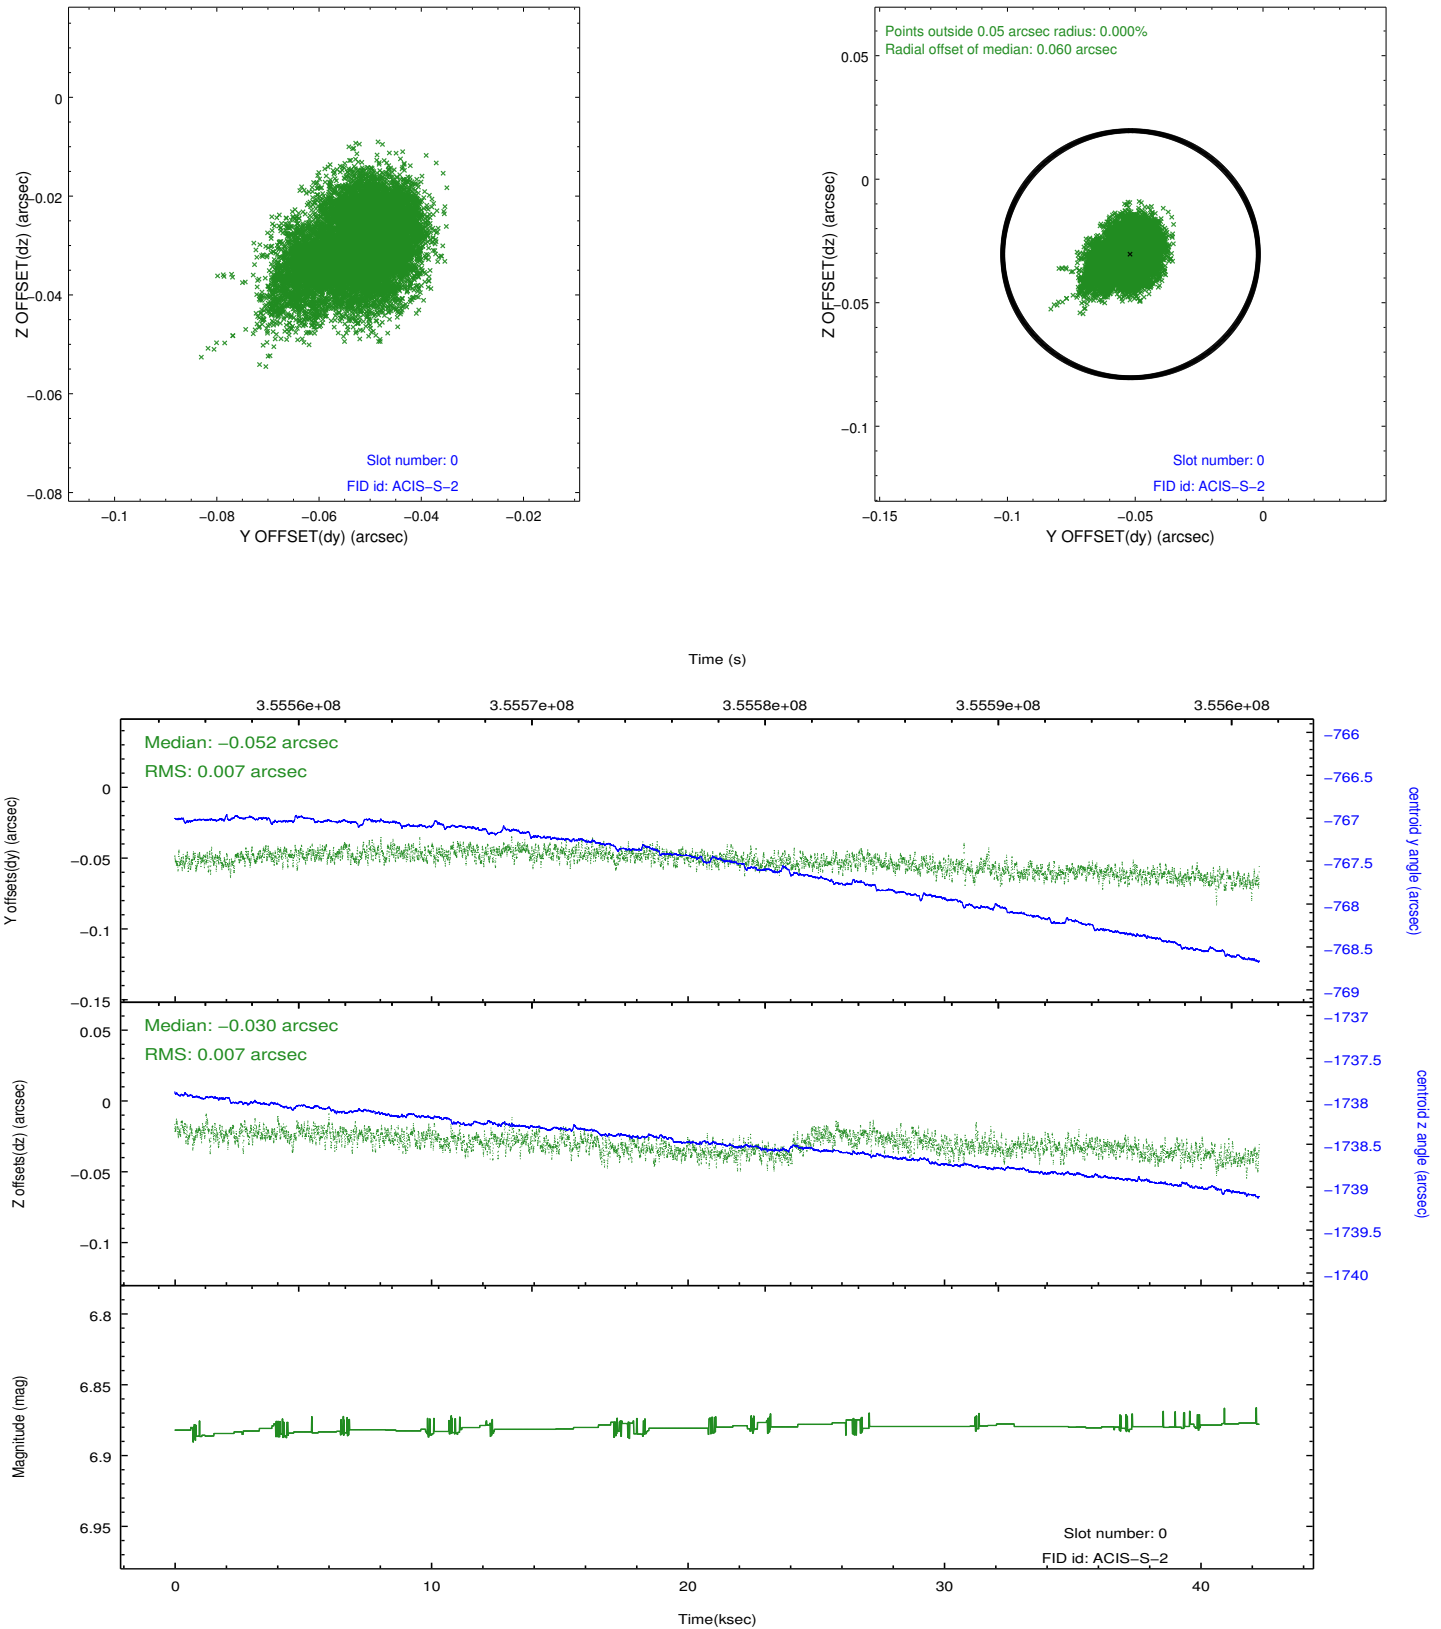 0
−0.02
−0.04
−0.06
−0.08
Z OFFSET(dz) (arcsec)
Slot number: 0
FID id: ACIS−S−2
−0.1
−0.08
−0.06
−0.04
−0.02
Y OFFSET(dy) (arcsec)
Points outside 0.05 arcsec radius: 0.000%
Radial offset of median: 0.060 arcsec
0.05
0
−0.05
−0.1
Z OFFSET(dz) (arcsec)
Slot number: 0
FID id: ACIS−S−2
−0.15
−0.1
−0.05
0
Y OFFSET(dy) (arcsec)
Time (s)
3.5556e+08
3.5557e+08
3.5558e+08
3.5559e+08
3.556e+08
Median: −0.052 arcsec
RMS: 0.007 arcsec
0
−0.05
−0.1
−0.15
Y offsets(dy) (arcsec)
−766
−766.5
−767
−767.5
−768
−768.5
−769
centroid y angle (arcsec)
Median: −0.030 arcsec
RMS: 0.007 arcsec
0.05
0
−0.05
−0.1
Z offsets(dz) (arcsec)
−1737
−1737.5
−1738
−1738.5
−1739
−1739.5
−1740
centroid z angle (arcsec)
6.8
6.85
6.9
6.95
Magnitude (mag)
Slot number: 0
FID id: ACIS−S−2
0
10
20
30
40
Time(ksec)